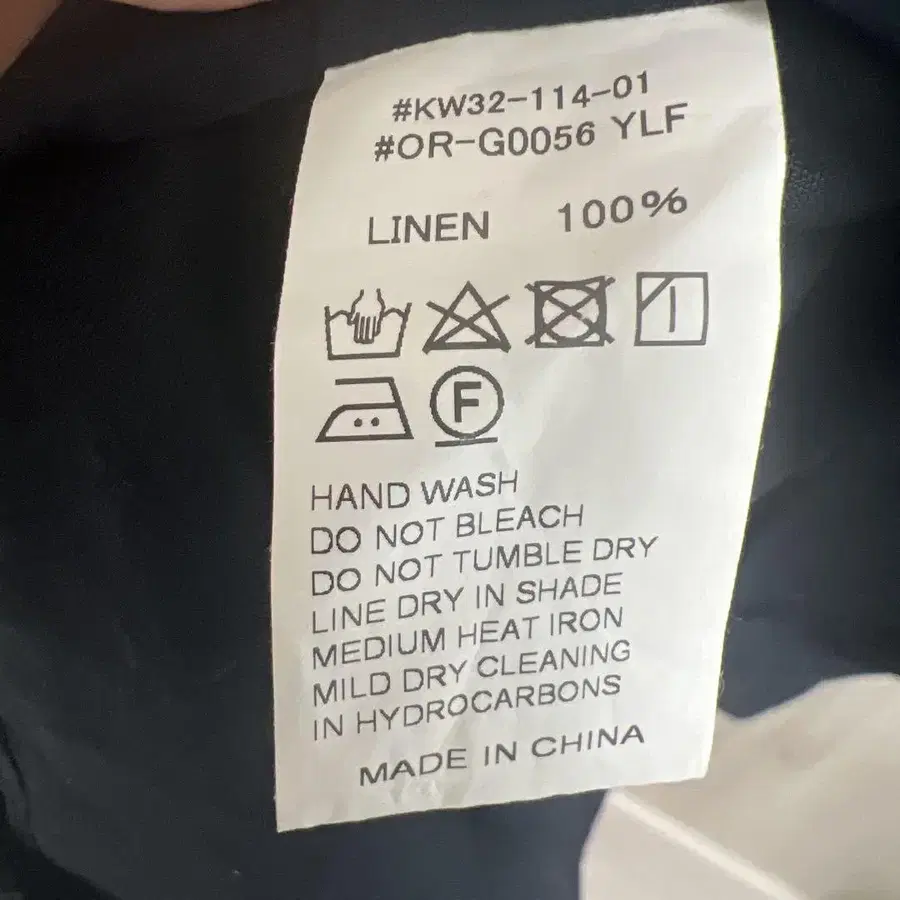 #KW32-114-01
#OR-G0056 YLF
LINEN 100%
F
HAND WASH
DO NOT BLEACH
DO NOT TUMBLE DRY
LINE DRY IN SHADE
MEDIUM HEAT IRON
MILD DRY CLEANING
IN HYDROCARBONS
MADE IN CHINA